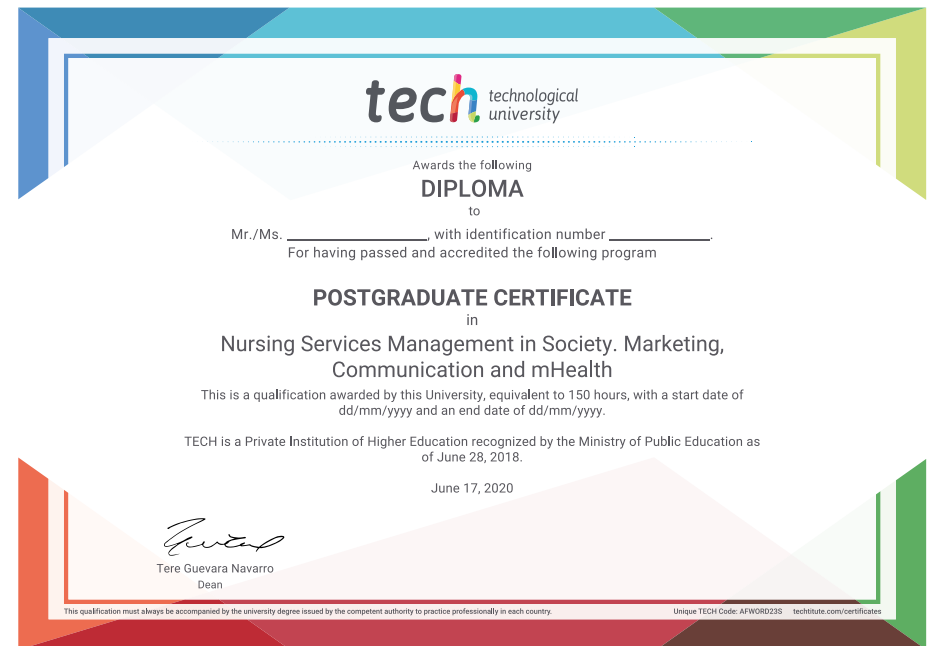 tech technological
university
Awards the following
DIPLOMA
to
Mr./Ms. ____________________, with identification number ______________.
For having passed and accredited the following program
POSTGRADUATE CERTIFICATE
in
Nursing Services Management in Society. Marketing,
Communication and mHealth
This is a qualification awarded by this University, equivalent to 150 hours, with a start date of
dd/mm/yyyy and an end date of dd/mm/yyyy.
TECH is a Private Institution of Higher Education recognized by the Ministry of Public Education as
of June 28, 2018.
June 17, 2020
Tere Guevara Navarro
Dean
This qualification must always be accompanied by the university degree issued by the competent authority to practice professionally in each country.
Unique TECH Code: AFWORD23S techtitute.com/certificates